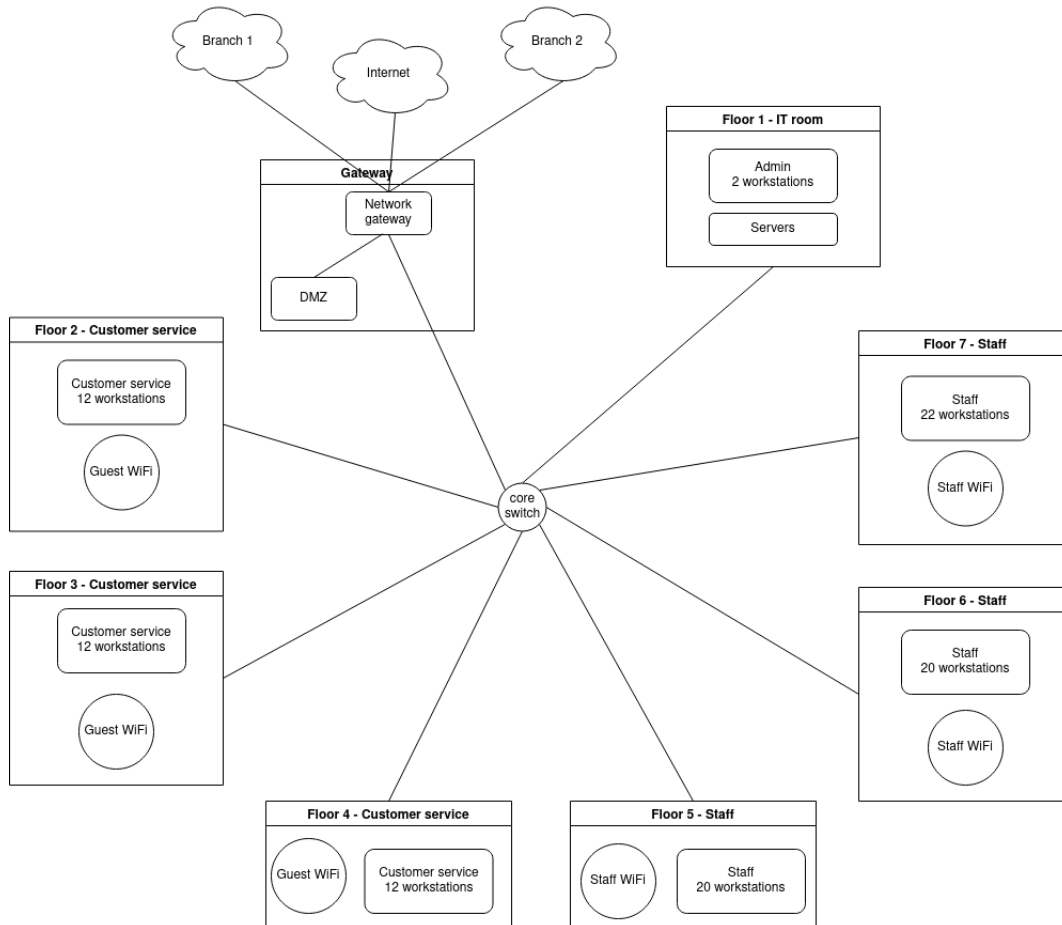 Branch 1
Internet
Branch 2
Gateway
Network
gateway
DMZ
Floor 1 - IT room
Admin
2 workstations
Servers
Floor 2 - Customer service
Customer service
12 workstations
Guest WiFi
Floor 7 - Staff
Staff
22 workstations
Staff WiFi
core
switch
Floor 3 - Customer service
Customer service
12 workstations
Guest WiFi
Floor 6 - Staff
Staff
20 workstations
Staff WiFi
Floor 4 - Customer service
Guest WiFi
Customer service
12 workstations
Floor 5 - Staff
Staff WiFi
Staff
20 workstations